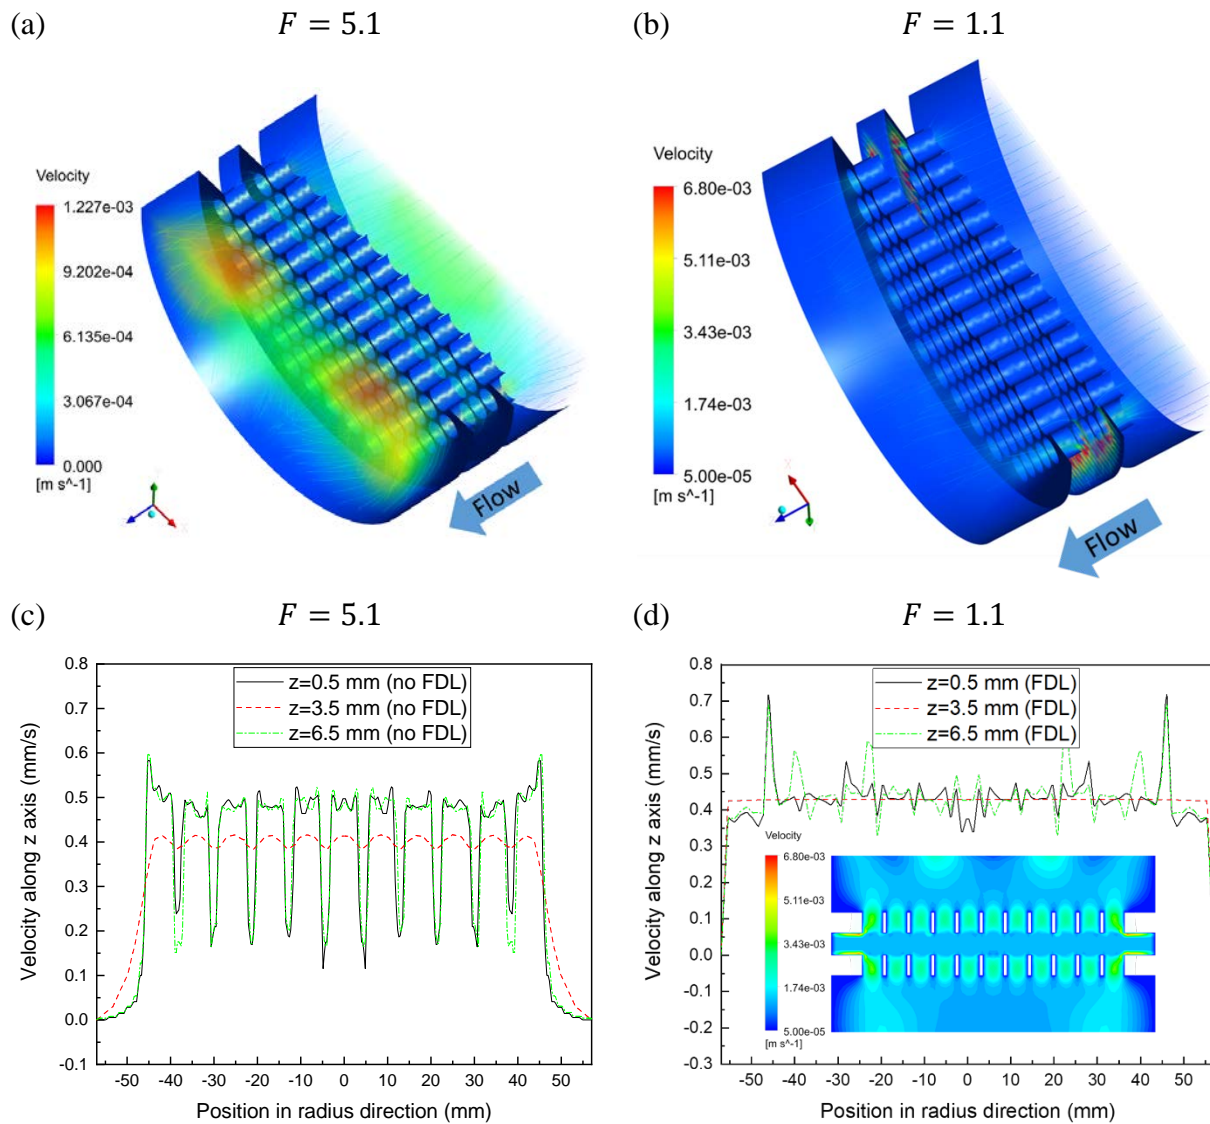 (a)
F = 5.1
(b)
F = 1.1
Velocity
1.227e-03
9.202e-04
6.135e-04
3.067e-04
0.000
[m s^-1]
Flow
Velocity
6.80e-03
5.11e-03
3.43e-03
1.74e-03
5.00e-05
[m s^-1]
Flow
(c)
F = 5.1
(d)
F = 1.1
Velocity along z axis (mm/s)
0.8
0.7
0.6
0.5
0.4
0.3
0.2
0.1
0.0
-0.1
z=0.5 mm (no FDL)
z=3.5 mm (no FDL)
z=6.5 mm (no FDL)
-50 -40 -30 -20 -10 0 10 20 30 40 50
Position in radius direction (mm)
Velocity along z axis (mm/s)
0.8
0.7
0.6
0.5
0.4
0.3
0.2
0.1
0.0
-0.1
-0.2
-0.3
z=0.5 mm (FDL)
z=3.5 mm (FDL)
z=6.5 mm (FDL)
Velocity
6.80e-03
5.11e-03
3.43e-03
1.74e-03
5.00e-05
[m s^-1]
-50 -40 -30 -20 -10 0 10 20 30 40 50
Position in radius direction (mm)